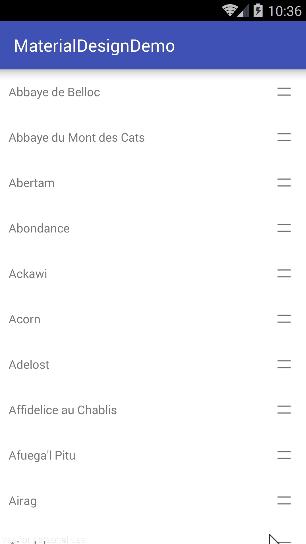 10:36
MaterialDesignDemo
Abbaye de Belloc
Abbaye du Mont des Cats
Abertam
Abondance
Ackawi
Acorn
Adelost
Affidelice au Chablis
Afuega'l Pitu
Airag